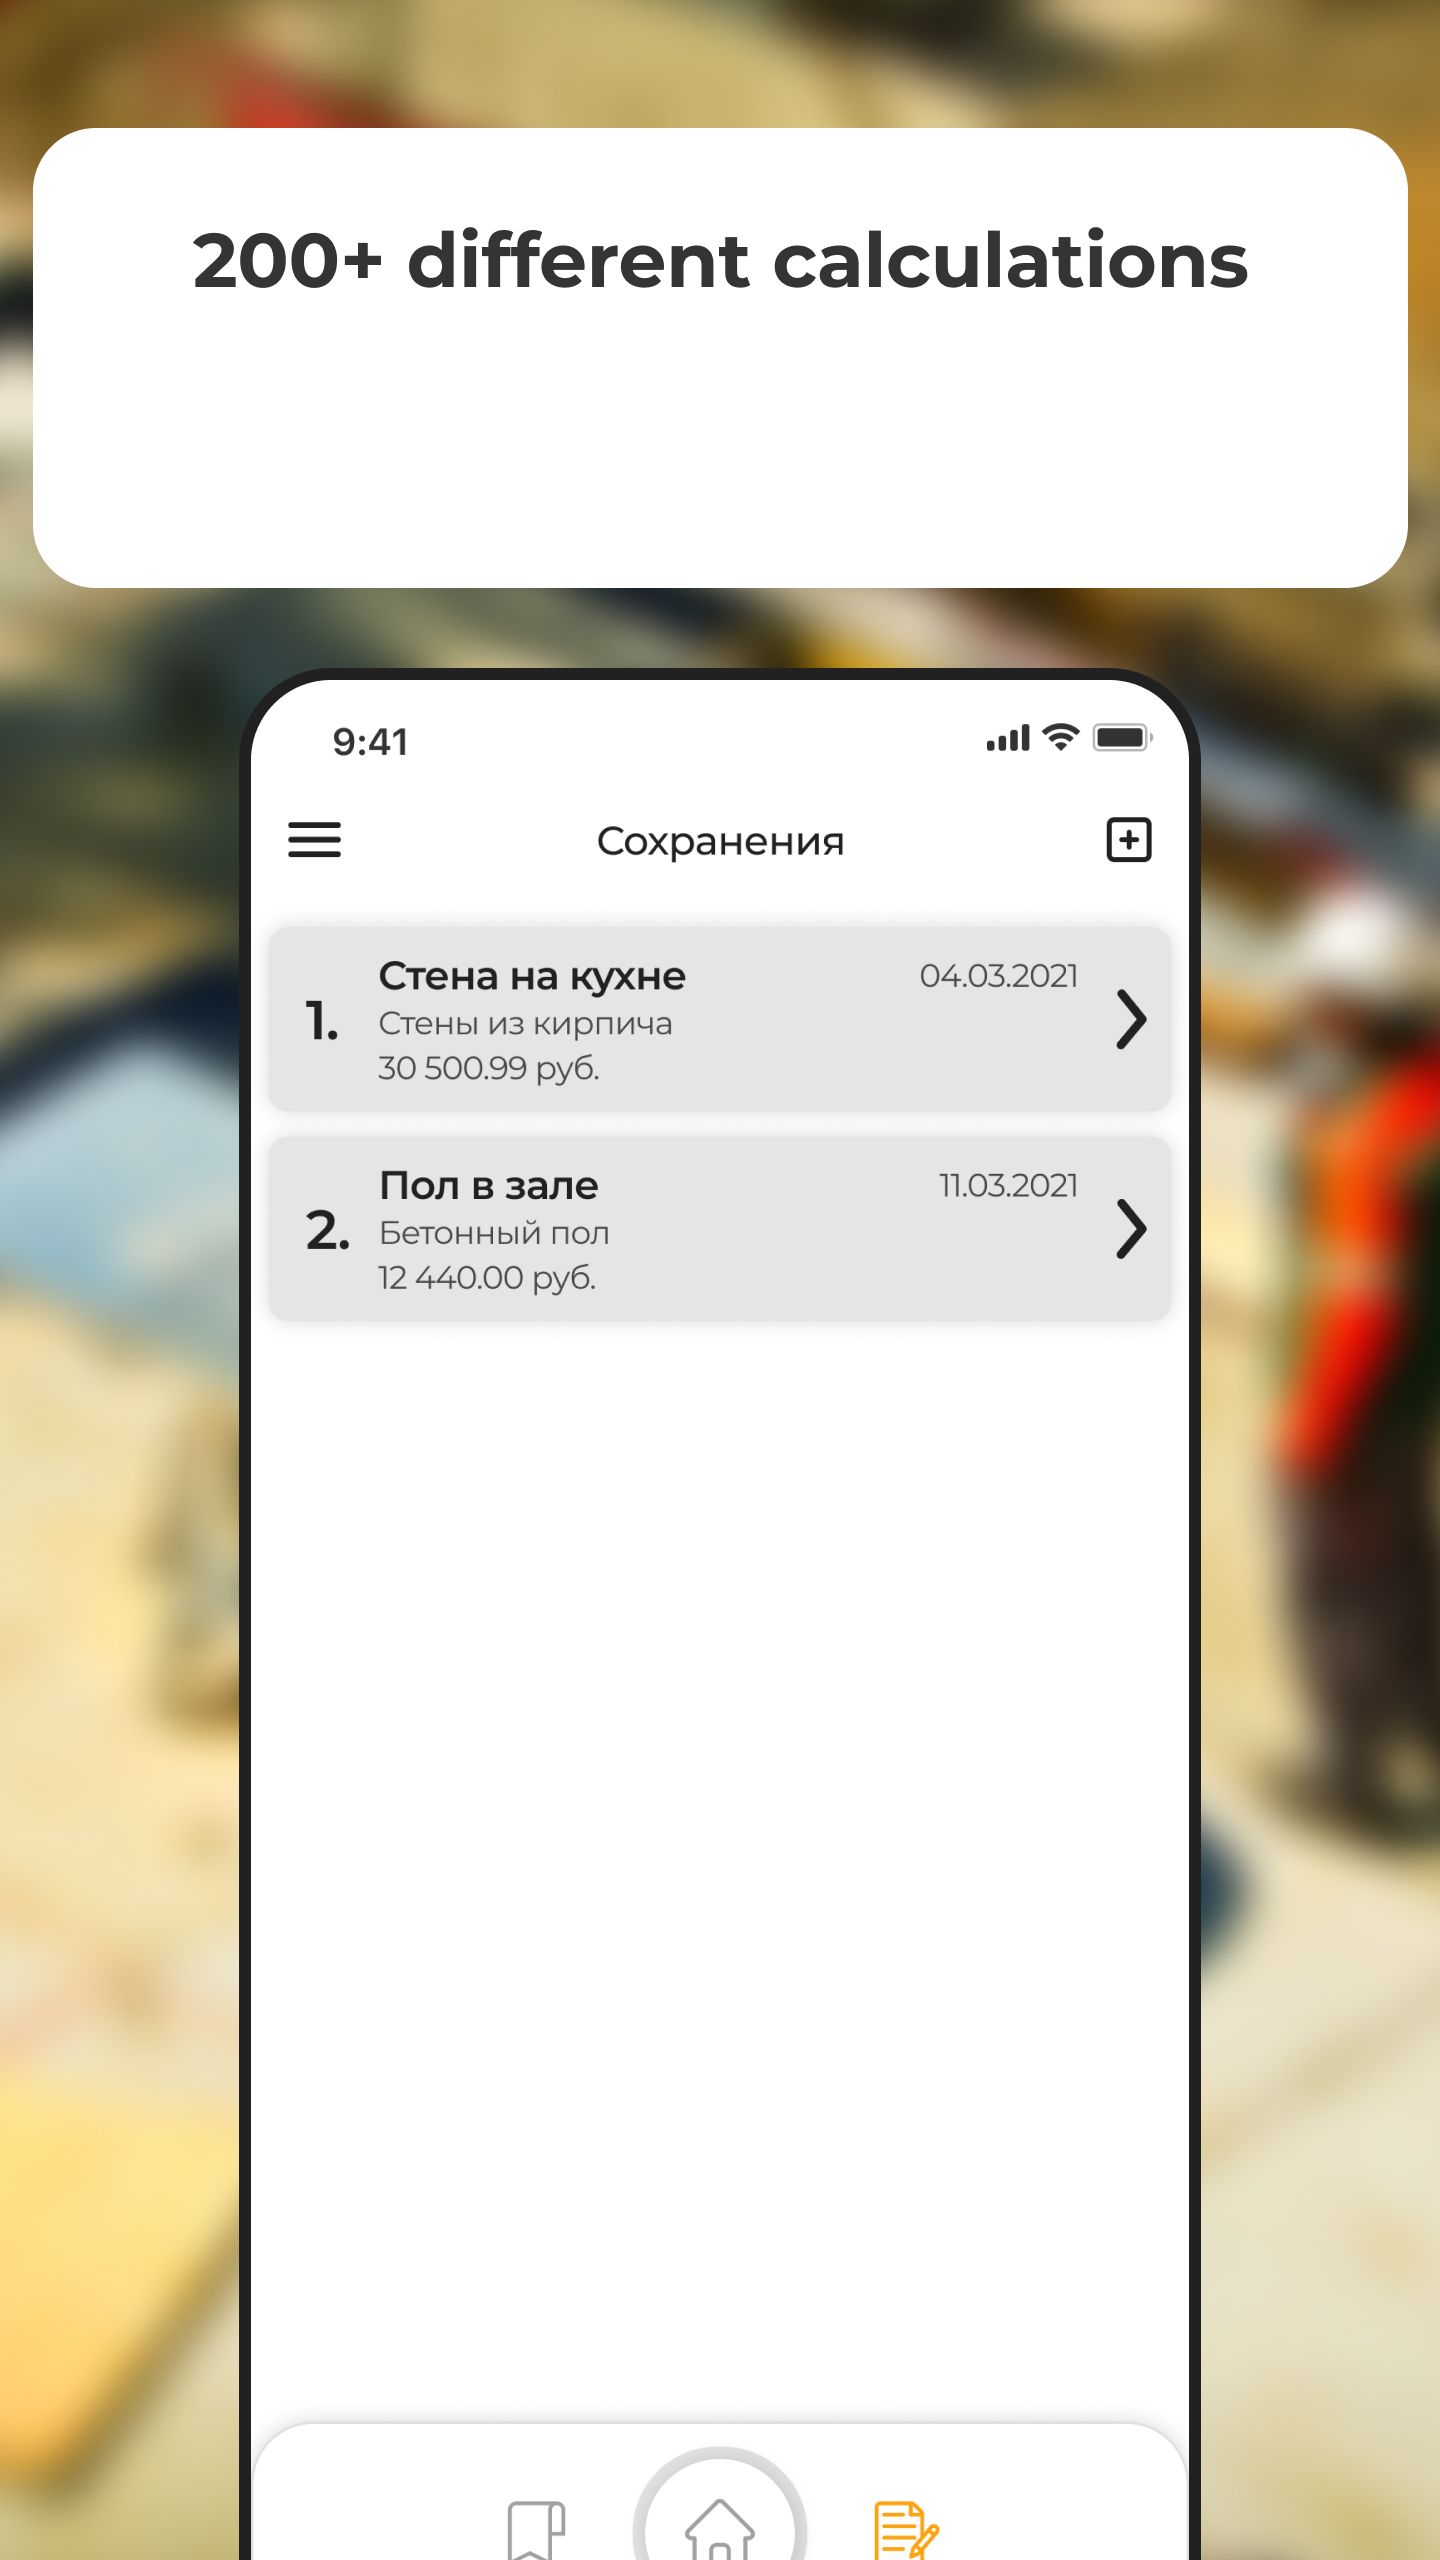 200+ different calculations
9:41
Сохранения
1.
Стена на кухне
04.03.2021
Стены из кирпича
30 500.99 руб.
2.
Пол в зале
11.03.2021
Бетонный пол
12 440.00 руб.